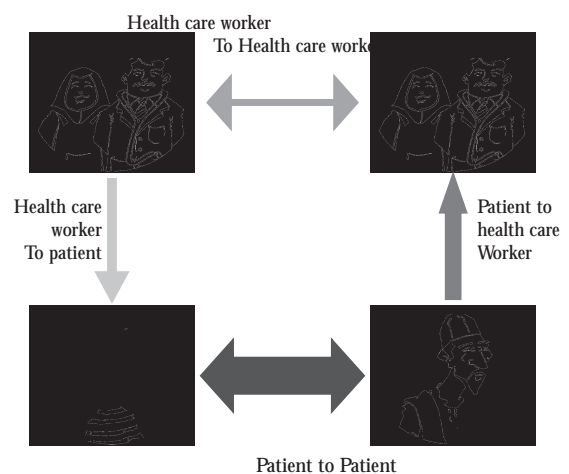 Health care worker
To Health care worke
Health care
worker
To patient
Patient to
health care
Worker
Patient to Patient